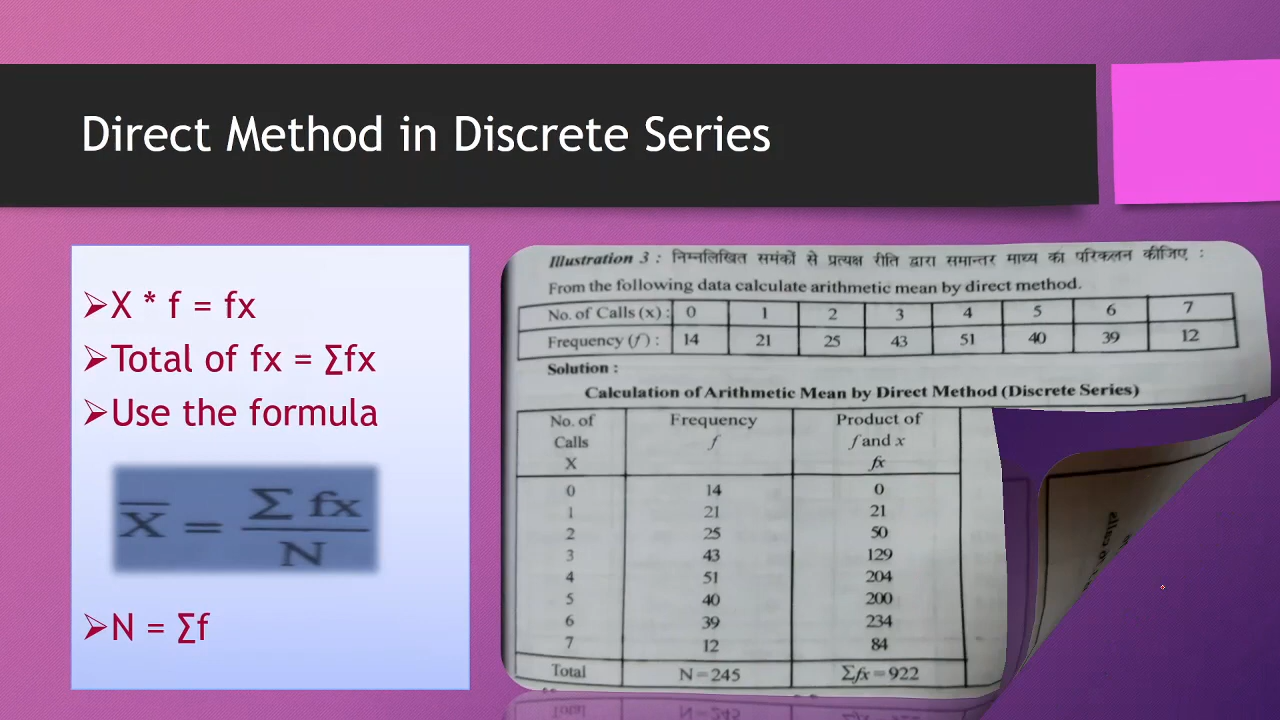 Direct Method in Discrete Series
X * f = fx
Total of fx = ∑fx
Use the formula
X̅ = ∑ fx / N
N = ∑f
Illustration 3 : निम्नलिखित समंकों से प्रत्यक्ष रीति द्वारा समान्तर माध्य का परिकलन कीजिए :
From the following data calculate arithmetic mean by direct method.
No. of Calls (x) : 0 1 2 3 4 5 6 7
Frequency (f) : 14 21 25 43 51 40 39 12
Solution :
Calculation of Arithmetic Mean by Direct Method (Discrete Series)
No. of Calls X Frequency f Product of f and x fx
0 14 0
1 21 21
2 25 50
3 43 129
4 51 204
5 40 200
6 39 234
7 12 84
Total N=245 ∑fx=922